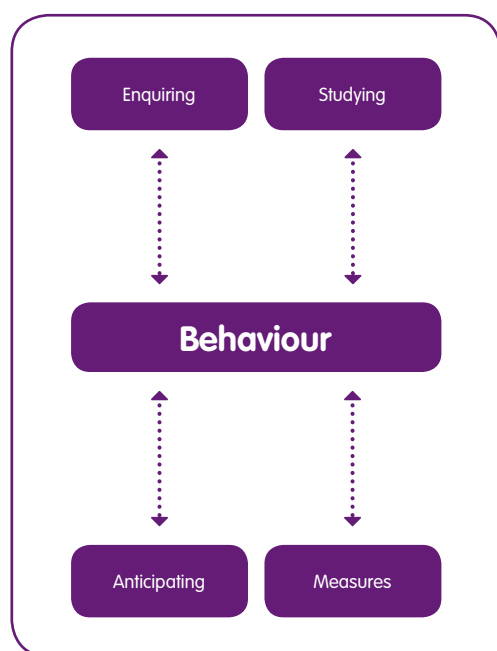 Enquiring
Studying
Behaviour
Anticipating
Measures